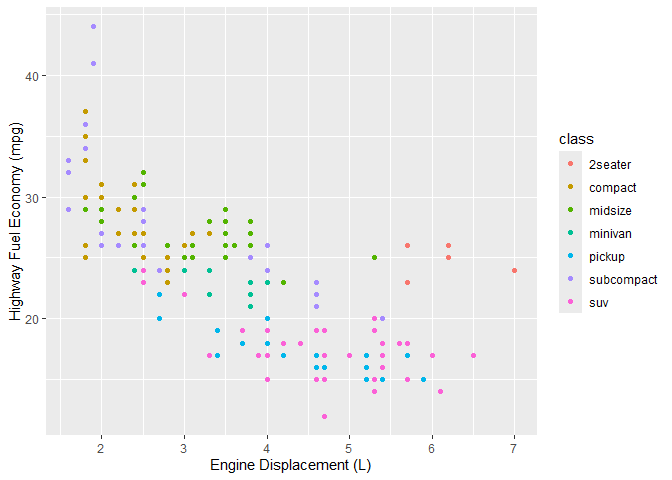 Highway Fuel Economy (mpg)
40
30
20
2 3 4 5 6 7
Engine Displacement (L)
class
2seater
compact
midsize
minivan
pickup
subcompact
suv